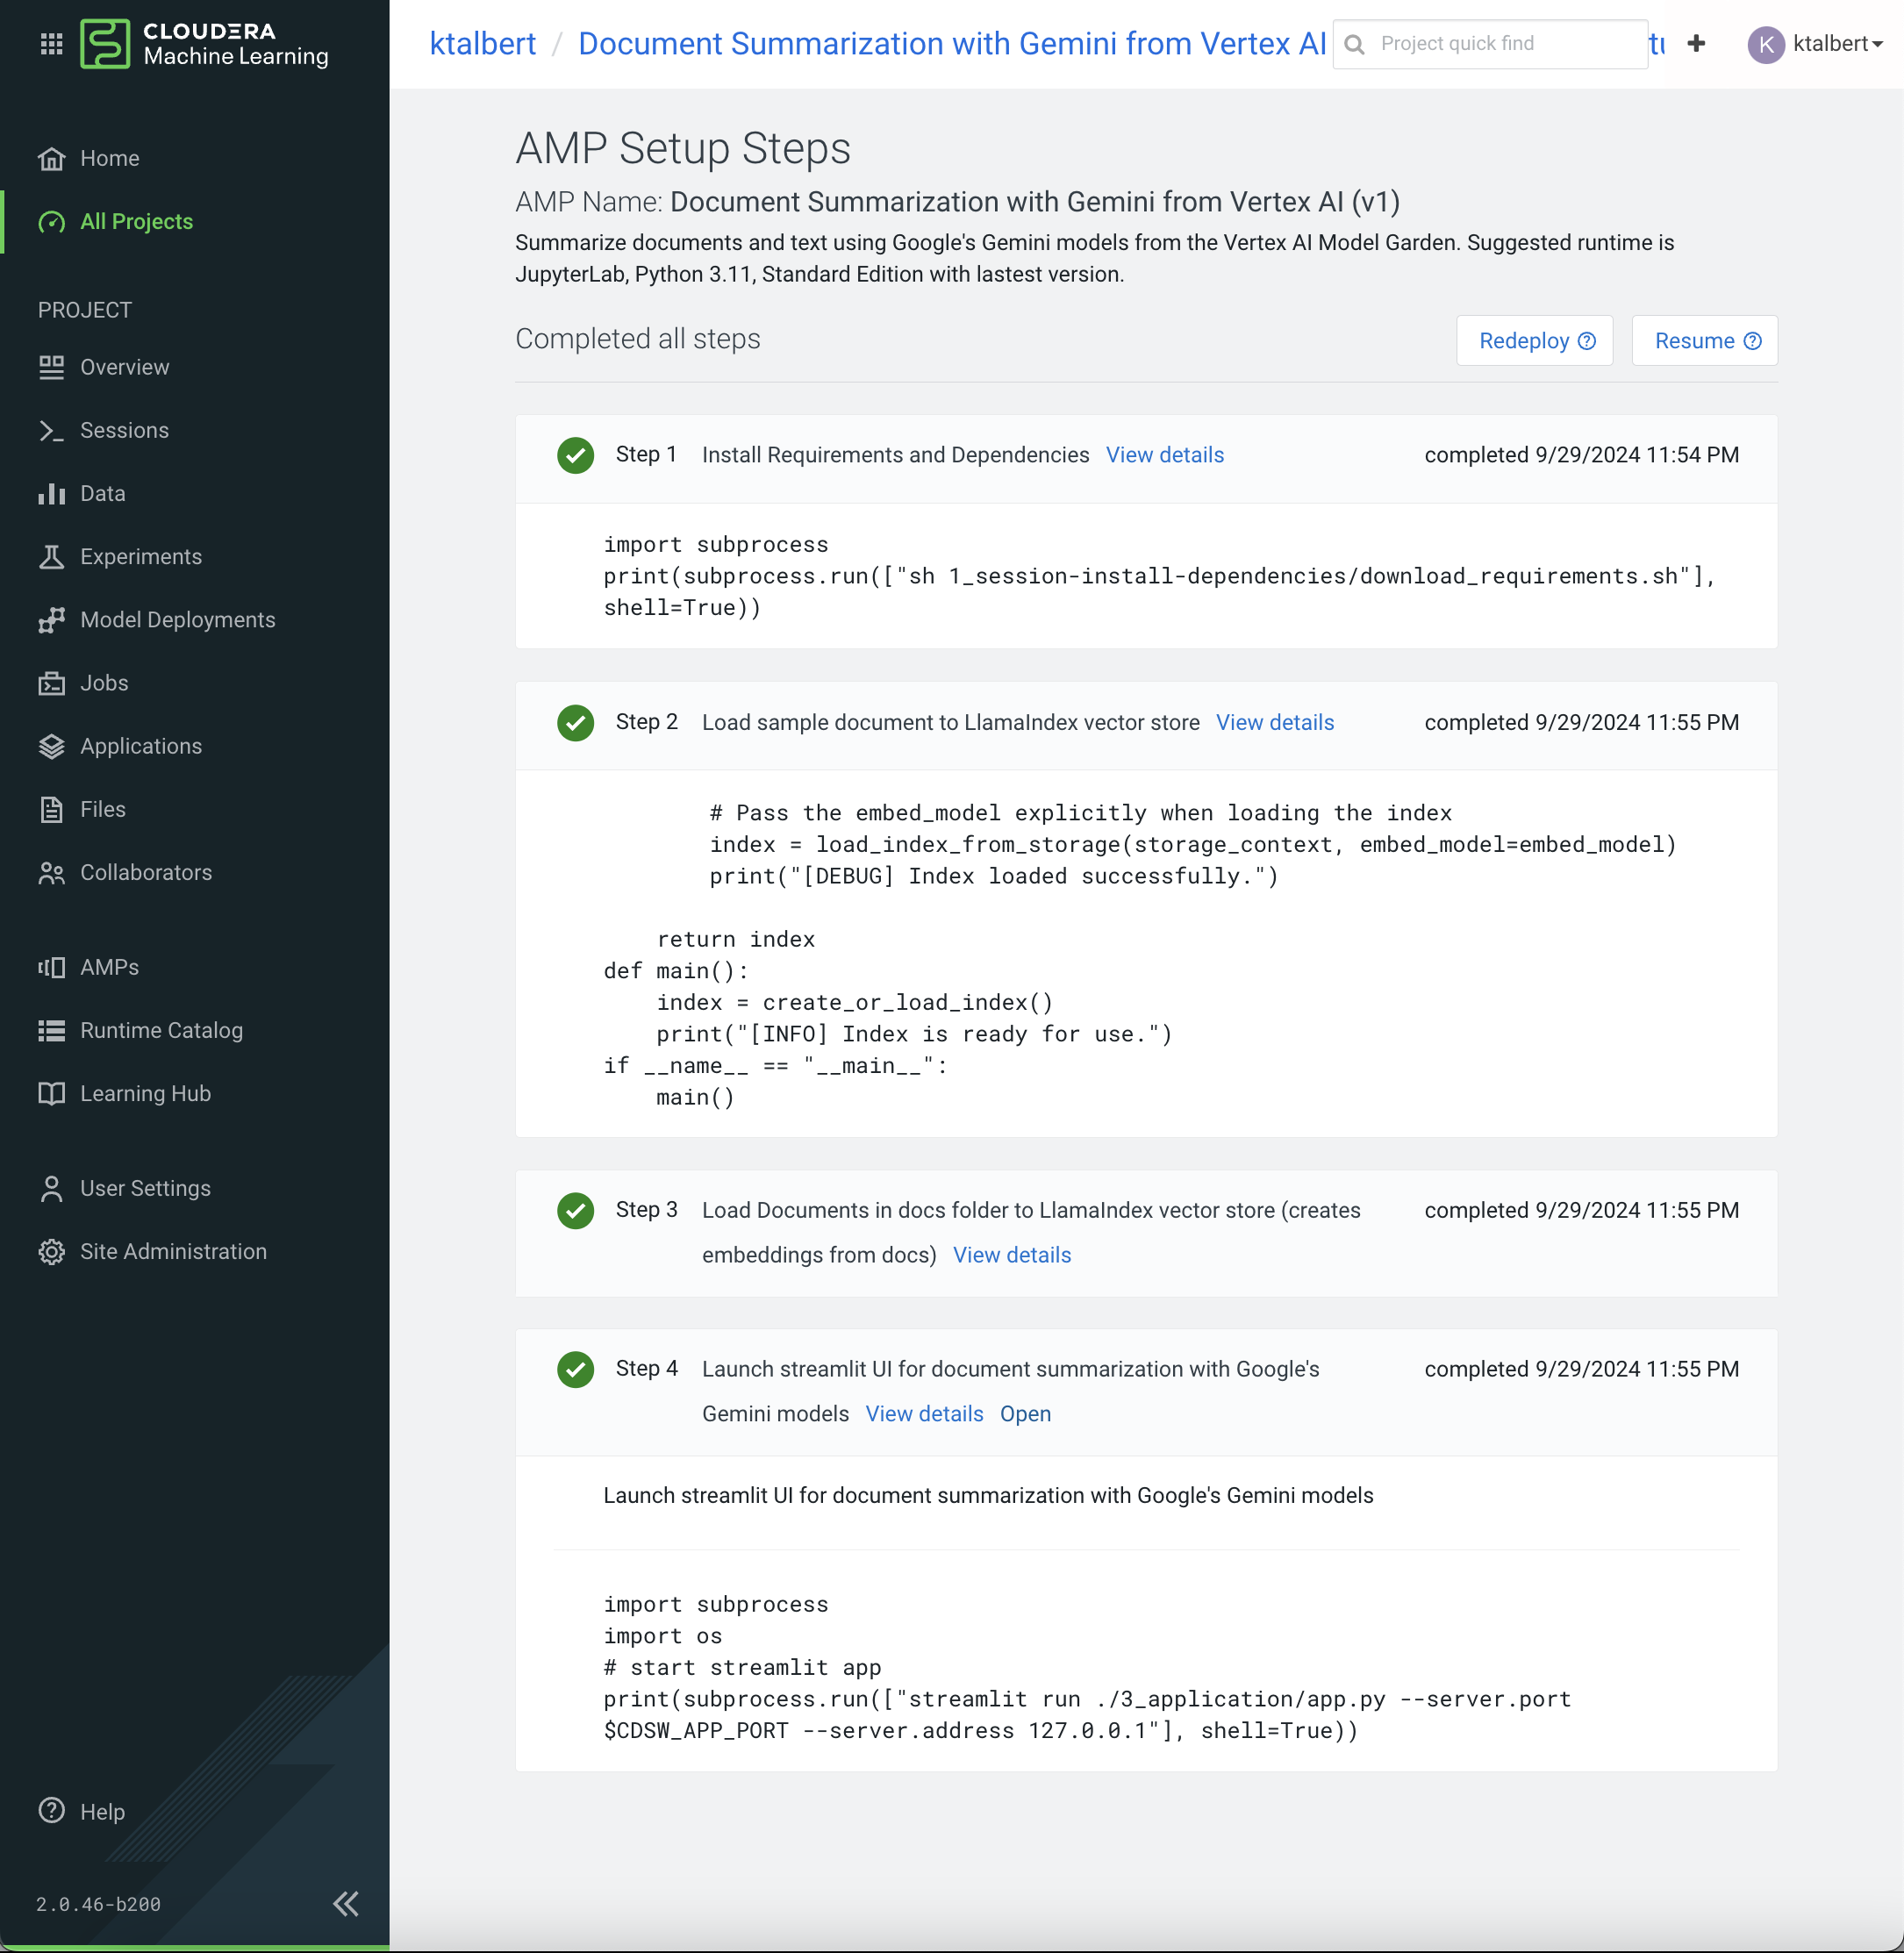 CLOUDERA
Machine Learning
Home
All Projects
PROJECT
Overview
Sessions
Data
Experiments
Model Deployments
Jobs
Applications
Files
Collaborators
AMPs
Runtime Catalog
Learning Hub
User Settings
Site Administration
Help
2.0.46-b200
ktalbert / Document Summarization with Gemini from Vertex AI
Project quick find
K ktalbert
AMP Setup Steps
AMP Name: Document Summarization with Gemini from Vertex AI (v1)
Summarize documents and text using Google's Gemini models from the Vertex AI Model Garden. Suggested runtime is
JupyterLab, Python 3.11, Standard Edition with lastest version.
Completed all steps
Redeploy
Resume
Step 1 Install Requirements and Dependencies View details completed 9/29/2024 11:54 PM
import subprocess
print(subprocess.run(["sh 1_session-install-dependencies/download_requirements.sh"],
shell=True))
Step 2 Load sample document to LlamaIndex vector store View details completed 9/29/2024 11:55 PM
# Pass the embed_model explicitly when loading the index
index = load_index_from_storage(storage_context, embed_model=embed_model)
print("[DEBUG] Index loaded successfully.")
return index
def main():
index = create_or_load_index()
print("[INFO] Index is ready for use.")
if __name__ == "__main__":
main()
Step 3 Load Documents in docs folder to LlamaIndex vector store (creates completed 9/29/2024 11:55 PM
embeddings from docs) View details
Step 4 Launch streamlit UI for document summarization with Google's completed 9/29/2024 11:55 PM
Gemini models View details Open
Launch streamlit UI for document summarization with Google's Gemini models
import subprocess
import os
# start streamlit app
print(subprocess.run(["streamlit run ./3_application/app.py --server.port
$CDSW_APP_PORT --server.address 127.0.0.1"], shell=True))